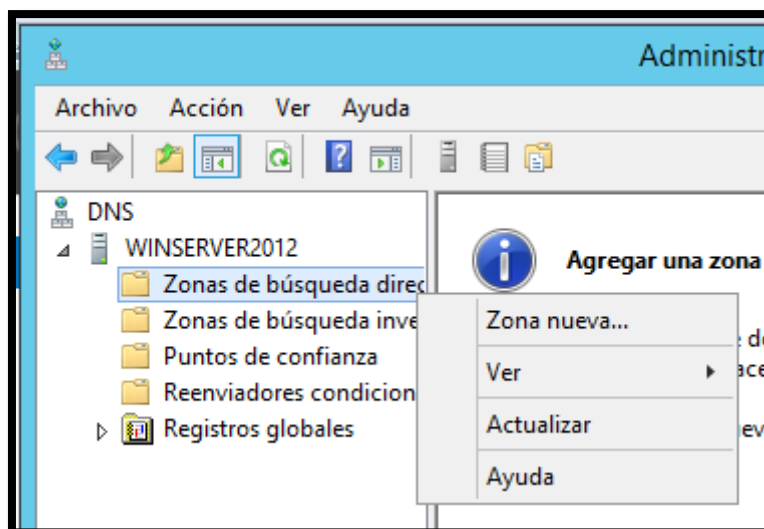 Administr
Archivo Acción Ver Ayuda
DNS
WINSERVER2012
Zonas de búsqueda direc
Zonas de búsqueda inve
Puntos de confianza
Reenviadores condicion
Registros globales
Agregar una zona
Zona nueva...
Ver
Actualizar
Ayuda